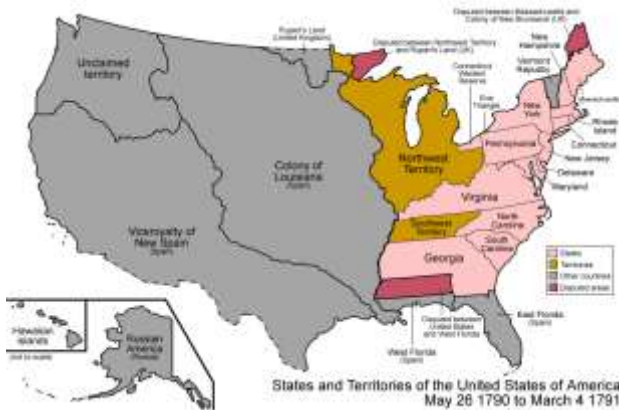 Disputed between Massachusetts and
Colony of New Brunswick (UK)
Rupert's Land
(United Kingdom)
Disputed between Northwest Territory
and Rupert's Land (UK)
New
Hampshire
Vermont
Republic
Unclaimed
territory
Connecticut
Western
Reserve
Erie
Triangle
Massachusetts
New
York
Rhode
Island
Connecticut
New Jersey
Delaware
Maryland
Pennsylvania
Northwest
Territory
Colony of
Louisiana
(Spain)
Virginia
Viceroyalty of
New Spain
(Spain)
Southwest
Territory
North
Carolina
South
Carolina
Georgia
States
Territories
Other countries
Disputed areas
East Florida
(Spain)
Disputed between
United States
and West Florida
West Florida
(Spain)
Hawaiian
Islands
(not to scale)
Russian
America
(Russia)
States and Territories of the United States of America
May 26 1790 to March 4 1791